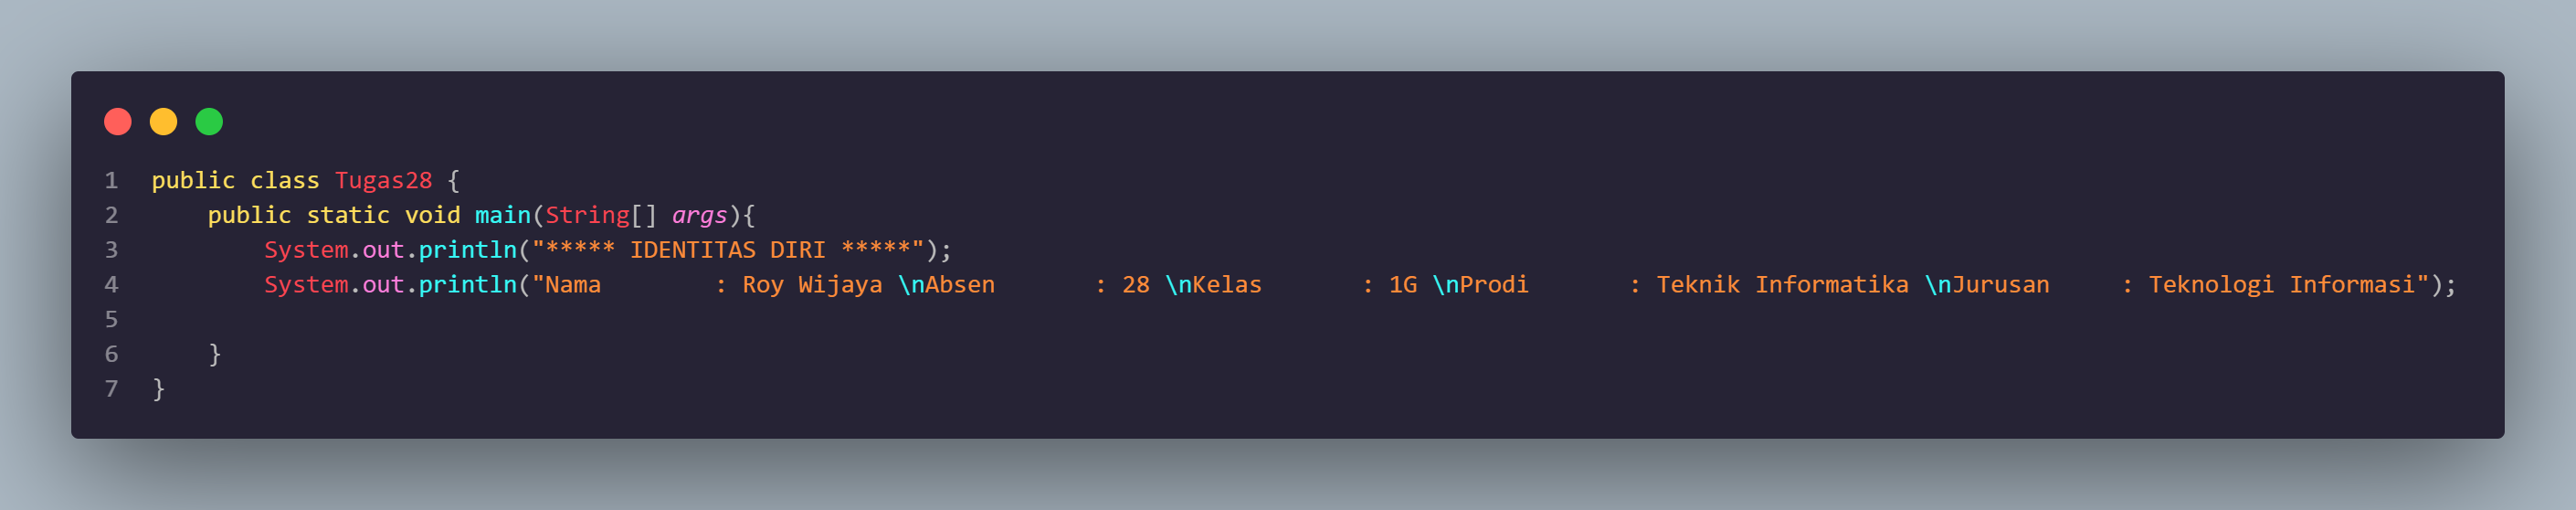 1 public class Tugas28 {
2     public static void main(String[] args){
3         System.out.println("***** IDENTITAS DIRI *****");
4         System.out.println("Nama        : Roy Wijaya \nAbsen       : 28 \nKelas       : 1G \nProdi       : Teknik Informatika \nJurusan     : Teknologi Informasi");
5
6     }
7 }